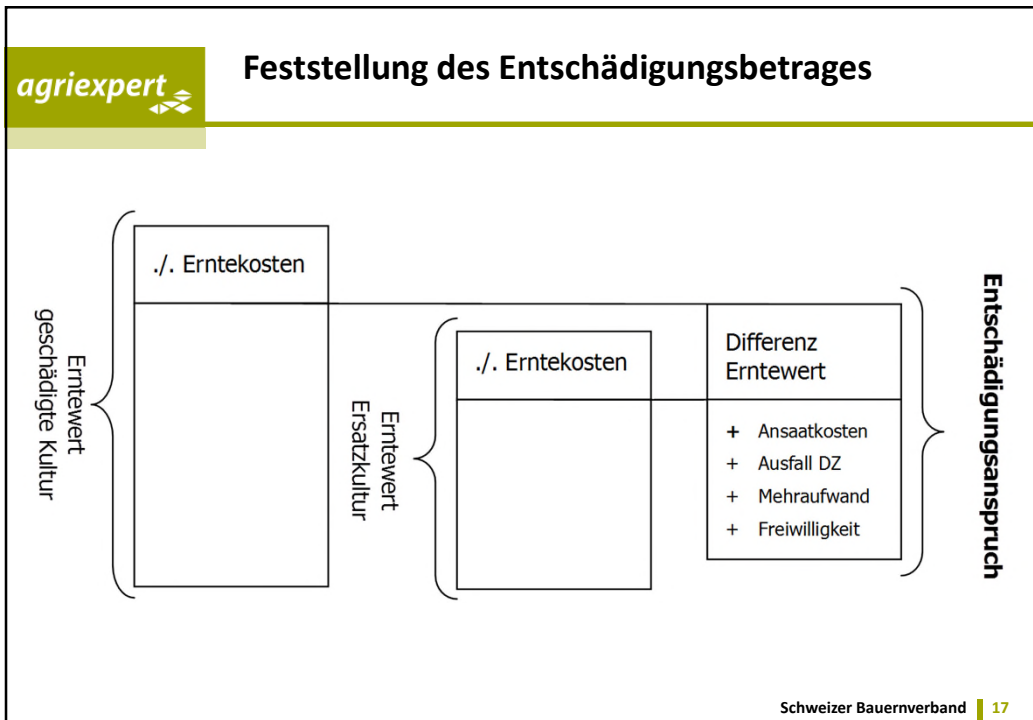 agriexpert
Feststellung des Entschädigungsbetrages
Erntewert
geschädigte Kultur
./. Erntekosten
Erntewert
Ersatzkultur
./. Erntekosten
Differenz
Erntewert
+ Ansaatkosten
+ Ausfall DZ
+ Mehraufwand
+ Freiwilligkeit
Entschädigungsanspruch
Schweizer Bauernverband 17